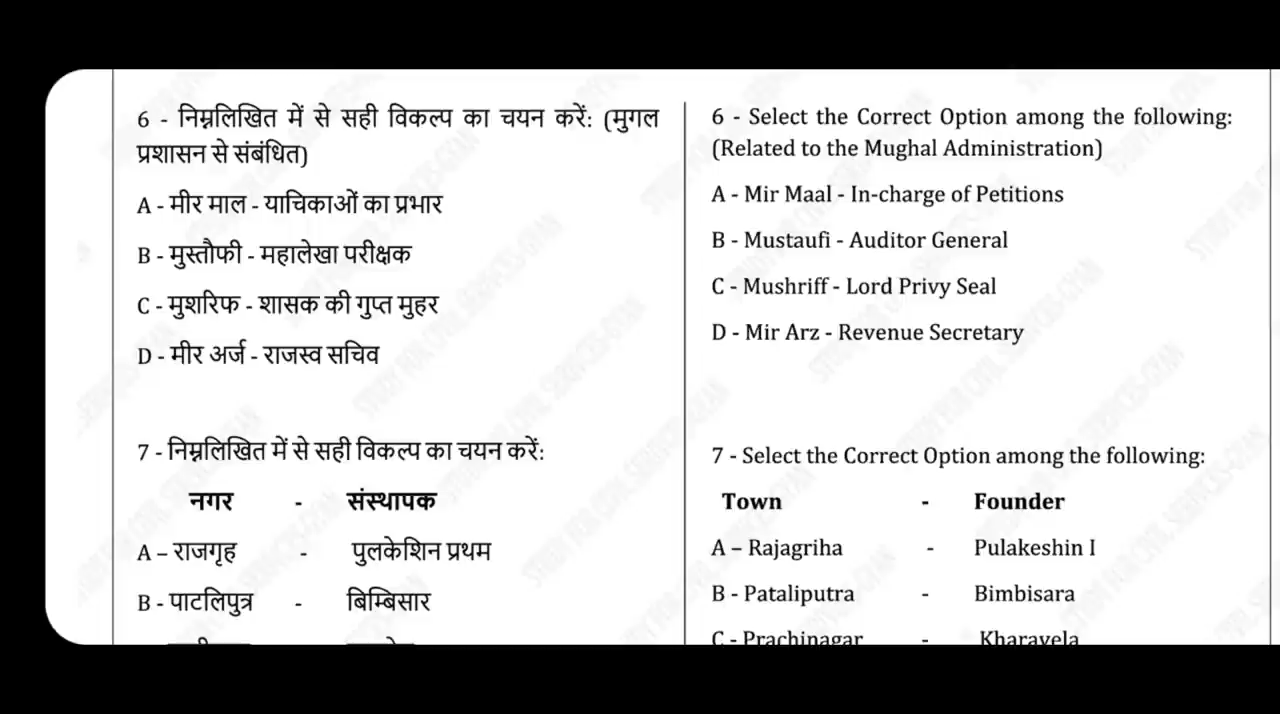 6 - निम्नलिखित में से सही विकल्प का चयन करें: (मुगल
प्रशासन से संबंधित)
A - मीर माल - याचिकाओं का प्रभार
B - मुस्तौफी - महालेखा परीक्षक
C - मुशरिफ - शासक की गुप्त मुहर
D - मीर अर्ज - राजस्व सचिव
7 - निम्नलिखित में से सही विकल्प का चयन करें:
नगर - संस्थापक
A – राजगृह - पुलकेशिन प्रथम
B - पाटलिपुत्र - बिम्बिसार
6 - Select the Correct Option among the following:
(Related to the Mughal Administration)
A - Mir Maal - In-charge of Petitions
B - Mustaufi - Auditor General
C - Mushriff - Lord Privy Seal
D - Mir Arz - Revenue Secretary
7 - Select the Correct Option among the following:
Town - Founder
A – Rajagriha - Pulakeshin I
B - Pataliputra - Bimbisara
C - Prachinagar - Kharavela